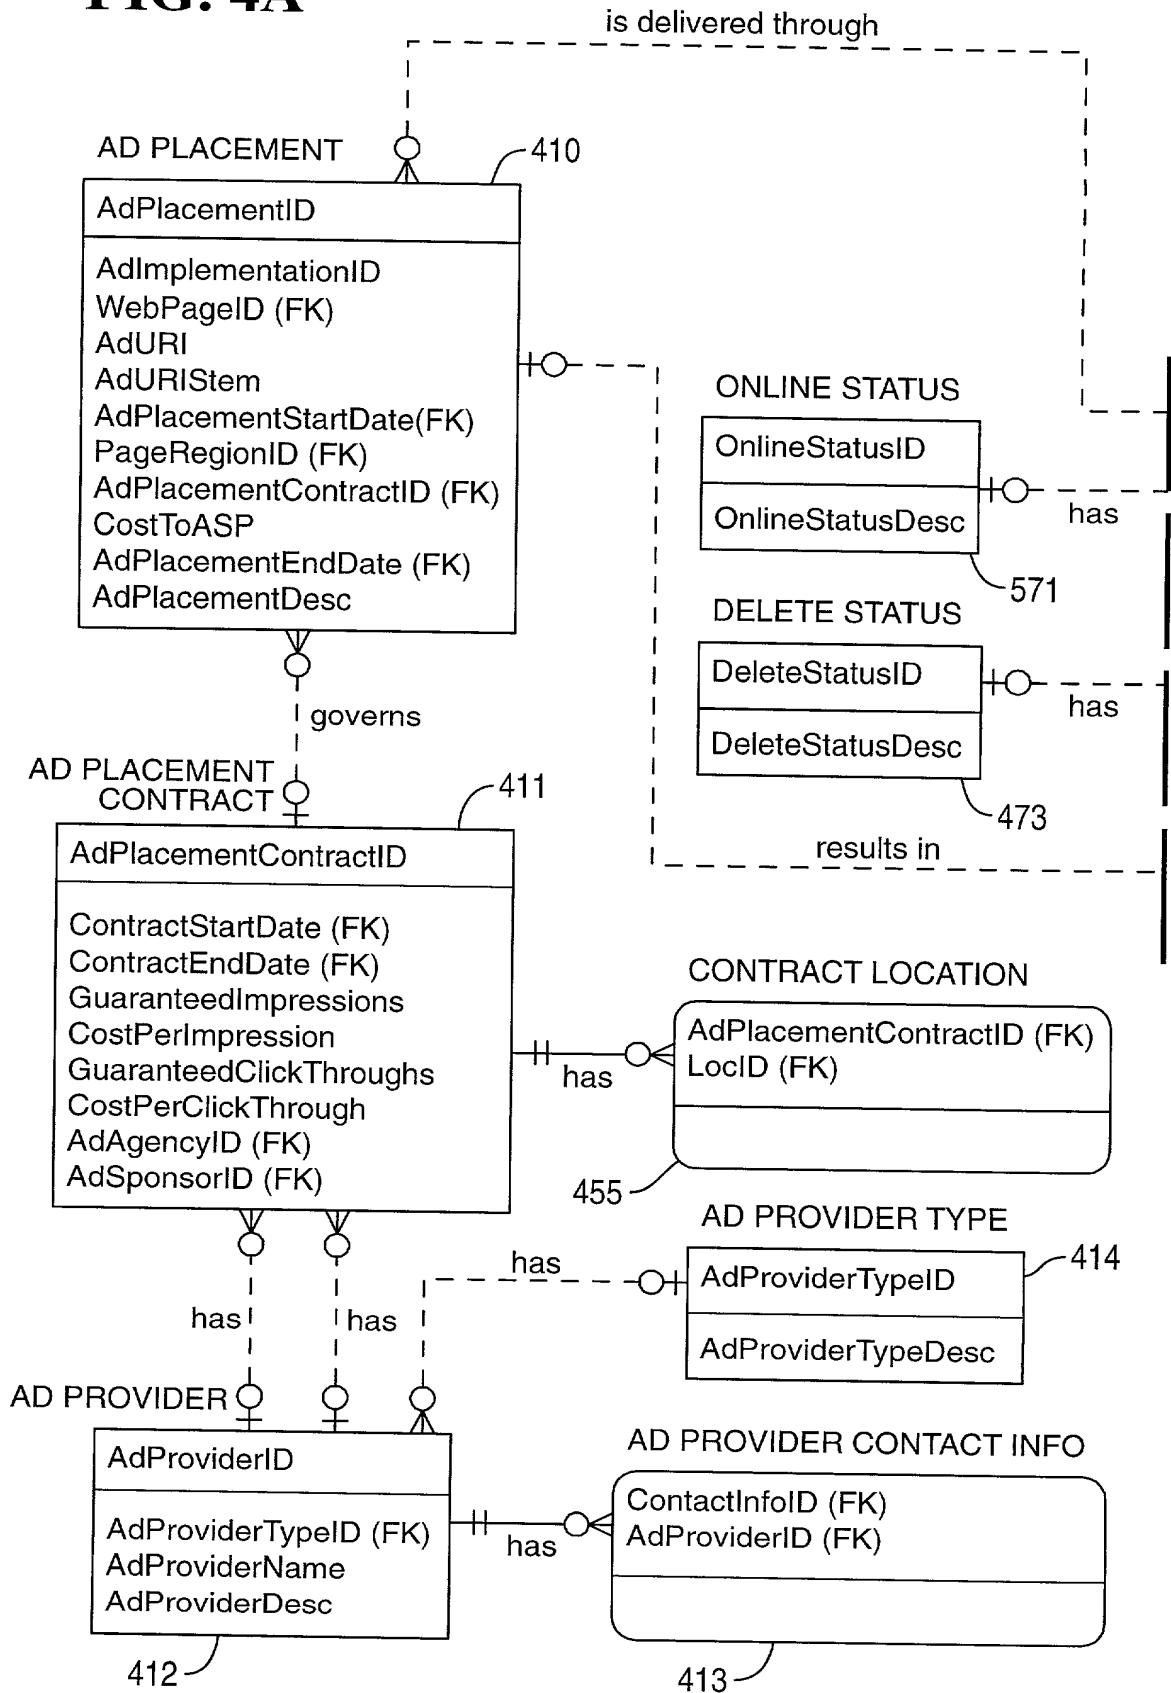 FIG. 4A
is delivered through
AD PLACEMENT
410
AdPlacementID
AdImplementationID
WebPageID (FK)
AdURI
AdURIStem
AdPlacementStartDate(FK)
PageRegionID (FK)
AdPlacementContractID (FK)
CostToASP
AdPlacementEndDate (FK)
AdPlacementDesc
ONLINE STATUS
OnlineStatusID
OnlineStatusDesc
has
571
DELETE STATUS
DeleteStatusID
DeleteStatusDesc
has
473
governs
results in
AD PLACEMENT
CONTRACT
411
AdPlacementContractID
ContractStartDate (FK)
ContractEndDate (FK)
GuaranteedImpressions
CostPerImpression
GuaranteedClickThroughs
CostPerClickThrough
AdAgencyID (FK)
AdSponsorID (FK)
has
CONTRACT LOCATION
AdPlacementContractID (FK)
LocID (FK)
455
AD PROVIDER TYPE
414
AdProviderTypeID
AdProviderTypeDesc
has
has
has
AD PROVIDER
AdProviderID
AdProviderTypeID (FK)
AdProviderName
AdProviderDesc
412
has
AD PROVIDER CONTACT INFO
ContactInfoID (FK)
AdProviderID (FK)
413